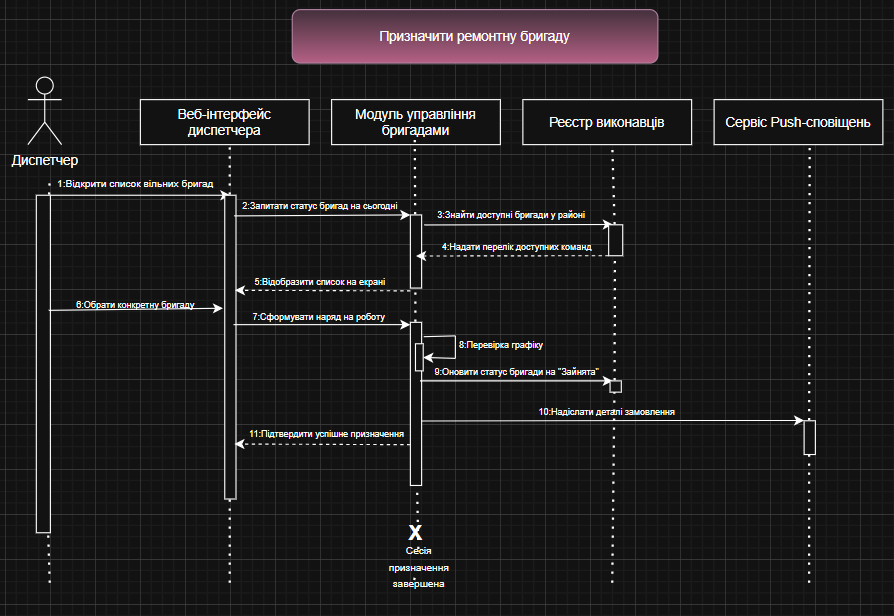 Призначити ремонтну бригаду
Диспетчер
Веб-інтерфейс
диспетчера
Модуль управління
бригадами
Реєстр виконавців
Сервіс Push-сповіщень
1:Відкрити список вільних бригад
2:Запитати статус бригад на сьогодні
3:Знайти доступні бригади у районі
4:Надати перелік доступних команд
5:Відобразити список на екрані
6:Обрати конкретну бригаду
7:Сформувати наряд на роботу
8:Перевірка графіку
9:Оновити статус бригади на "Зайнята"
10:Надіслати деталі замовлення
11:Підтвердити успішне призначення
X
Сесія
призначення
завершена